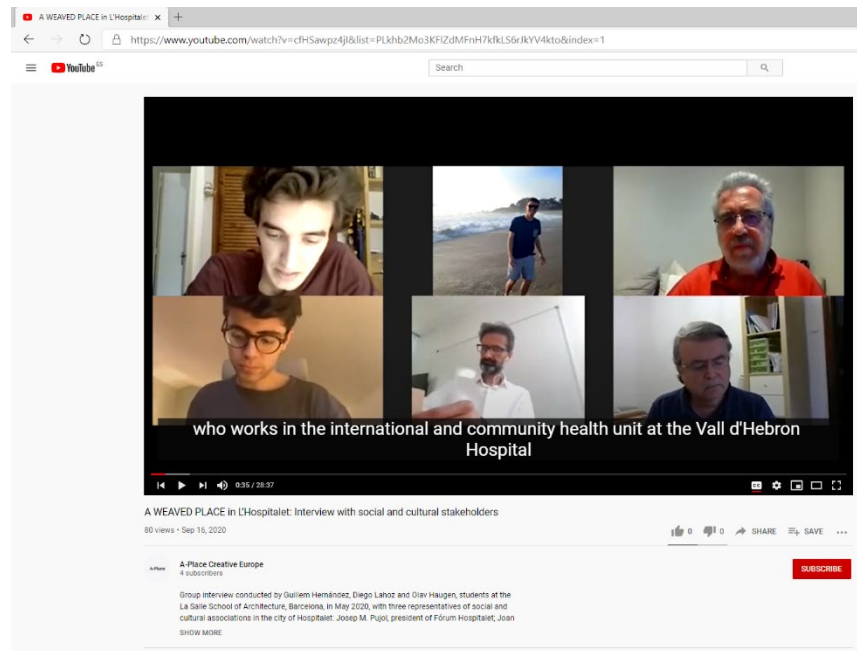 A WEAVED PLACE in L'Hospitalet
https://www.youtube.com/watch?v=cfHSawpz4jI&list=PLkhb2Mo3KFIZdMFnH7kfkLS6rJkYV4kto&index=1
YouTube ES
Search
who works in the international and community health unit at the Vall d'Hebron
Hospital
0:35 / 28:37
A WEAVED PLACE in L'Hospitalet: Interview with social and cultural stakeholders
80 views • Sep 16, 2020
0 0 SHARE SAVE ...
A-Place
A-Place Creative Europe
4 subscribers
SUBSCRIBE
Group interview conducted by Guillem Hernández, Diego Lahoz and Olav Haugen, students at the
La Salle School of Architecture, Barcelona, in May 2020, with three representatives of social and
cultural associations in the city of Hospitalet: Josep M. Pujol, president of Fórum Hospitalet; Joan
SHOW MORE